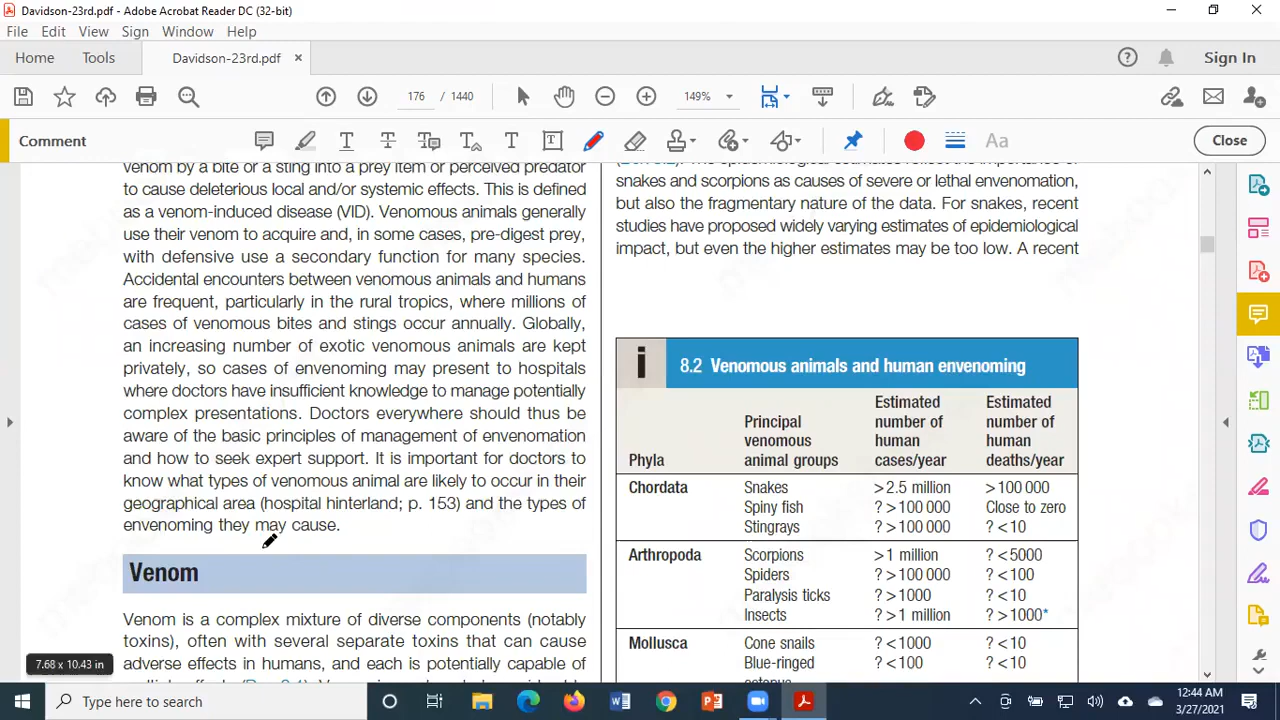 Davidson-23rd.pdf - Adobe Acrobat Reader DC (32-bit)
File Edit View Sign Window Help
Home Tools Davidson-23rd.pdf × Sign In
176 / 1440 149%
Comment Close
venom by a bite or a sting into a prey item or perceived predator
to cause deleterious local and/or systemic effects. This is defined
as a venom-induced disease (VID). Venomous animals generally
use their venom to acquire and, in some cases, pre-digest prey,
with defensive use a secondary function for many species.
Accidental encounters between venomous animals and humans
are frequent, particularly in the rural tropics, where millions of
cases of venomous bites and stings occur annually. Globally,
an increasing number of exotic venomous animals are kept
privately, so cases of envenoming may present to hospitals
where doctors have insufficient knowledge to manage potentially
complex presentations. Doctors everywhere should thus be
aware of the basic principles of management of envenomation
and how to seek expert support. It is important for doctors to
know what types of venomous animal are likely to occur in their
geographical area (hospital hinterland; p. 153) and the types of
envenoming they may cause.
Venom
Venom is a complex mixture of diverse components (notably
toxins), often with several separate toxins that can cause
adverse effects in humans, and each is potentially capable of
snakes and scorpions as causes of severe or lethal envenomation,
but also the fragmentary nature of the data. For snakes, recent
studies have proposed widely varying estimates of epidemiological
impact, but even the higher estimates may be too low. A recent
i 8.2 Venomous animals and human envenoming
Phyla Principal venomous animal groups Estimated number of human cases/year Estimated number of human deaths/year
Chordata Snakes >2.5 million >100 000
Spiny fish ?>100 000 Close to zero
Stingrays ?>100 000 ?<10
Arthropoda Scorpions >1 million ?<5000
Spiders ?>100 000 ?<100
Paralysis ticks ?>1000 ?<10
Insects ?>1 million ?>1000*
Mollusca Cone snails ?<1000 ?<10
Blue-ringed ?<100 ?<10
7.68 x 10.43 in
Type here to search
12:44 AM
3/27/2021